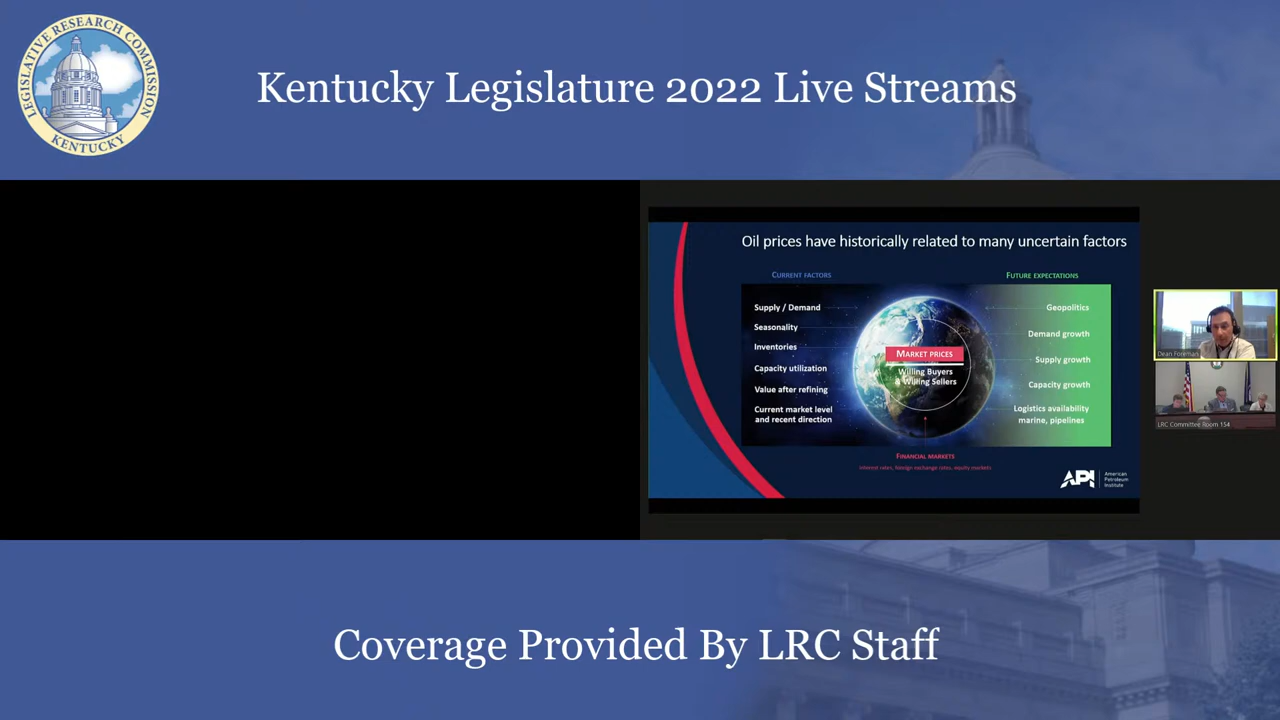 LEGISLATIVE RESEARCH COMMISSION
KENTUCKY
Kentucky Legislature 2022 Live Streams
Oil prices have historically related to many uncertain factors
CURRENT FACTORS
FUTURE EXPECTATIONS
Supply / Demand
Seasonality
Inventories
Capacity utilization
Value after refining
Current market level
and recent direction
MARKET PRICES
Willing Buyers
& Willing Sellers
Geopolitics
Demand growth
Supply growth
Capacity growth
Logistics availability
marine, pipelines
FINANCIAL MARKETS
Interest rates, foreign exchange rates, equity markets
API
American
Petroleum
Institute
Dean Foreman
LRC Committee Room 154
Coverage Provided By LRC Staff